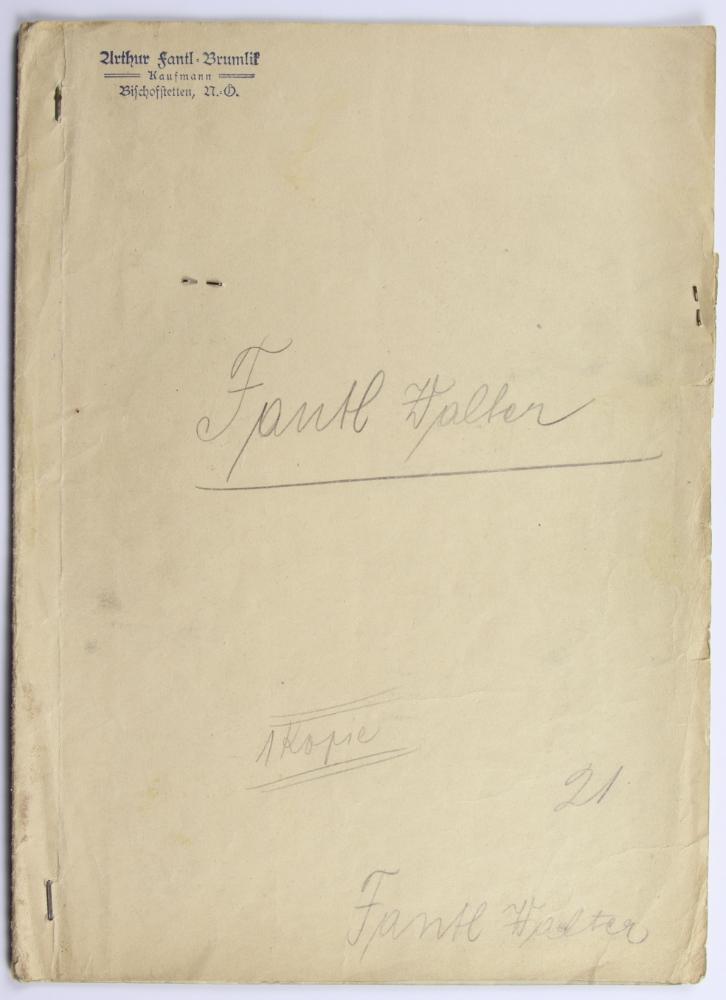 Arthur Fantl-Brumlik
Kaufmann
Bischofstetten, N.-Ö.
Fantl Walter
1 Kopie
21
Fantl Walter